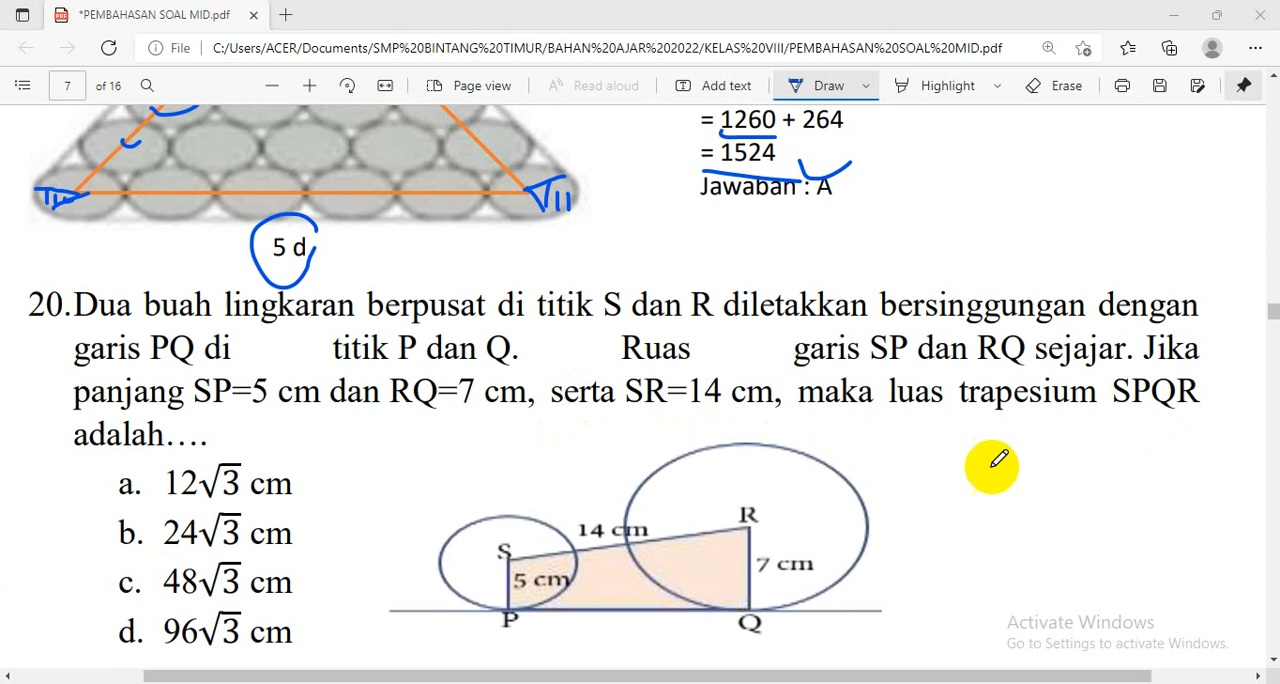 *PEMBAHASAN SOAL MID.pdf
File C:/Users/ACER/Documents/SMP%20BINTANG%20TIMUR/BAHAN%20AJAR%202022/KELAS%20VIII/PEMBAHASAN%20SOAL%20MID.pdf
7 of 16 Page view Read aloud Add text Draw Highlight Erase
= 1260 + 264
= 1524
Jawaban : A
5 d
20.Dua buah lingkaran berpusat di titik S dan R diletakkan bersinggungan dengan
garis PQ di titik P dan Q. Ruas garis SP dan RQ sejajar. Jika
panjang SP=5 cm dan RQ=7 cm, serta SR=14 cm, maka luas trapesium SPQR
adalah....
a. 12√3 cm
b. 24√3 cm
c. 48√3 cm
d. 96√3 cm
R
14 cm
S
7 cm
5 cm
P
Q
Activate Windows
Go to Settings to activate Windows.